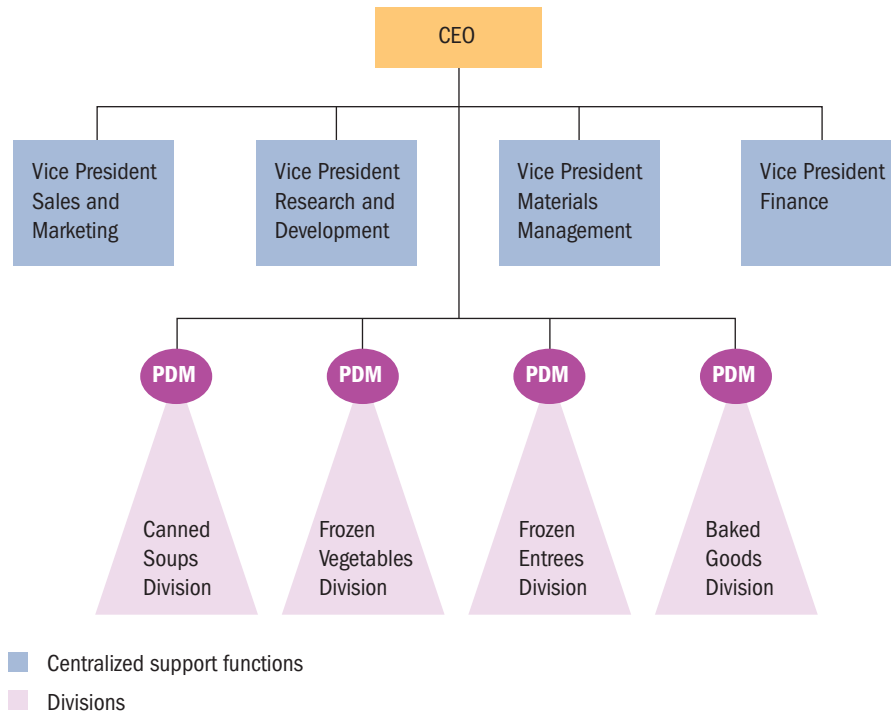 CEO
Vice President
Sales and
Marketing
Vice President
Research and
Development
Vice President
Materials
Management
Vice President
Finance
PDM
PDM
PDM
PDM
Canned
Soups
Division
Frozen
Vegetables
Division
Frozen
Entrees
Division
Baked
Goods
Division
Centralized support functions
Divisions